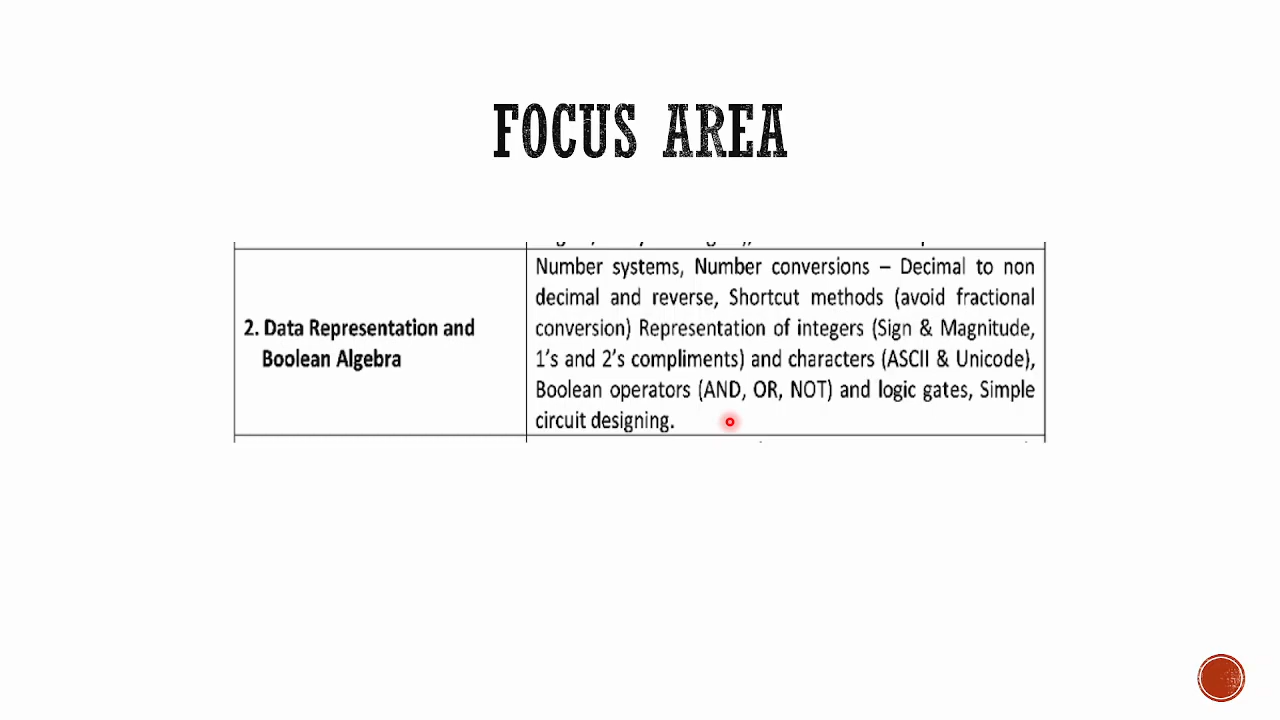 FOCUS AREA
Number systems, Number conversions – Decimal to non
decimal and reverse, Shortcut methods (avoid fractional
2. Data Representation and
conversion) Representation of integers (Sign & Magnitude,
Boolean Algebra
1's and 2's compliments) and characters (ASCII & Unicode),
Boolean operators (AND, OR, NOT) and logic gates, Simple
circuit designing.